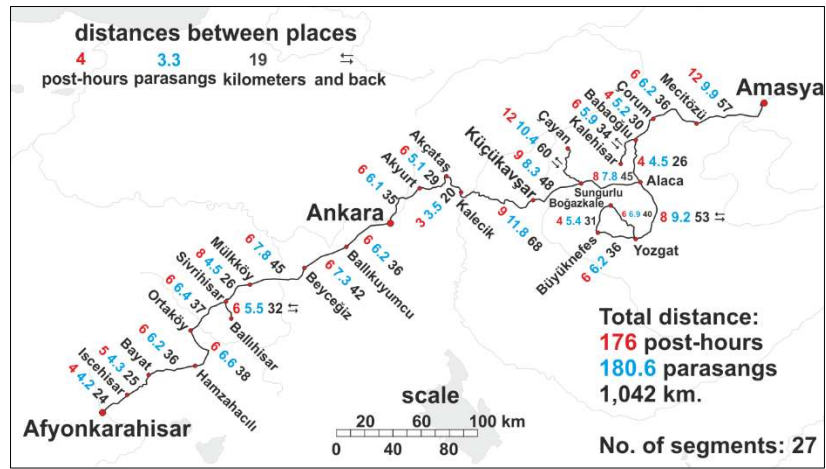 distances between places
4 3.3 19 ⇆
post-hours parasangs kilometers and back
Amasya
12 9.9 57
Mecitözü
6 6.2 36
Çorum
4 5.2 30
Babaoğlu
6 5.9 34 ⇆
Kalehisar
4 4.5 26
Alaca
8 7.8 45
Sungurlu
12 10.4 60 ⇆
Çayan
9 8.3 48
Küçükavşar
Boğazkale
6 6.9 40
8 9.2 53 ⇆
4 5.4 31
Yozgat
Büyüknefes
6 6.2 36
9 11.8 68
Kalecik
3 3.5 20
Akçataş
6 5.1 29
Akyurt
6 6.1 35
Ankara
6 6.2 36
Ballıkuyumcu
6 7.3 42
Beyceğiz
6 7.8 45
Mülkköy
8 4.5 26
Sivrihisar
6 5.5 32 ⇆
Ballıhisar
6 6.4 37
Ortaköy
6 6.6 38
Hamzahacılı
6 6.2 36
Bayat
5 4.3 25
Iscehisar
4 4.2 24
Afyonkarahisar
Total distance:
176 post-hours
180.6 parasangs
1,042 km.
No. of segments: 27
scale
20 60 100 km
0 40 80